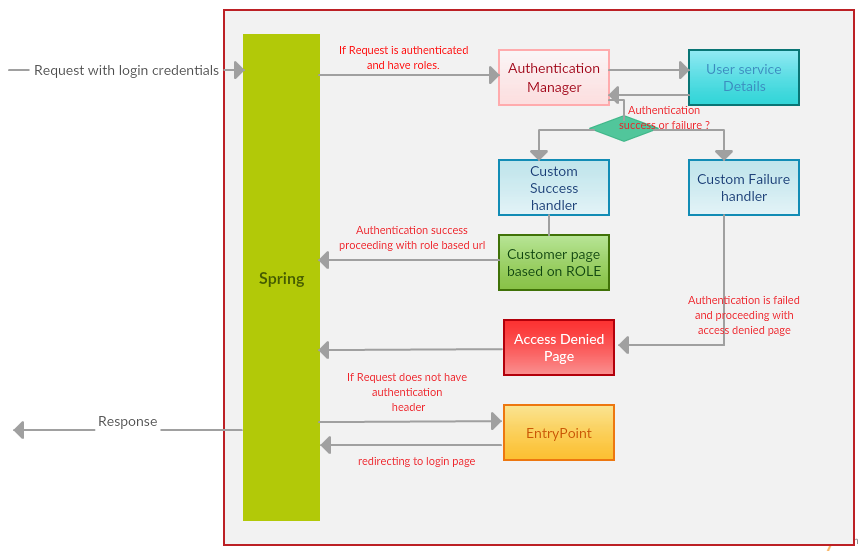 If Request is authenticated
and have roles.
Request with login credentials
Authentication
Manager
User service
Details
Authentication
success or failure ?
Custom
Success
handler
Custom Failure
handler
Authentication success
proceeding with role based url
Customer page
based on ROLE
Spring
Authentication is failed
and proceeding with
access denied page
Access Denied
Page
If Request does not have
authentication
header
Response
EntryPoint
redirecting to login page